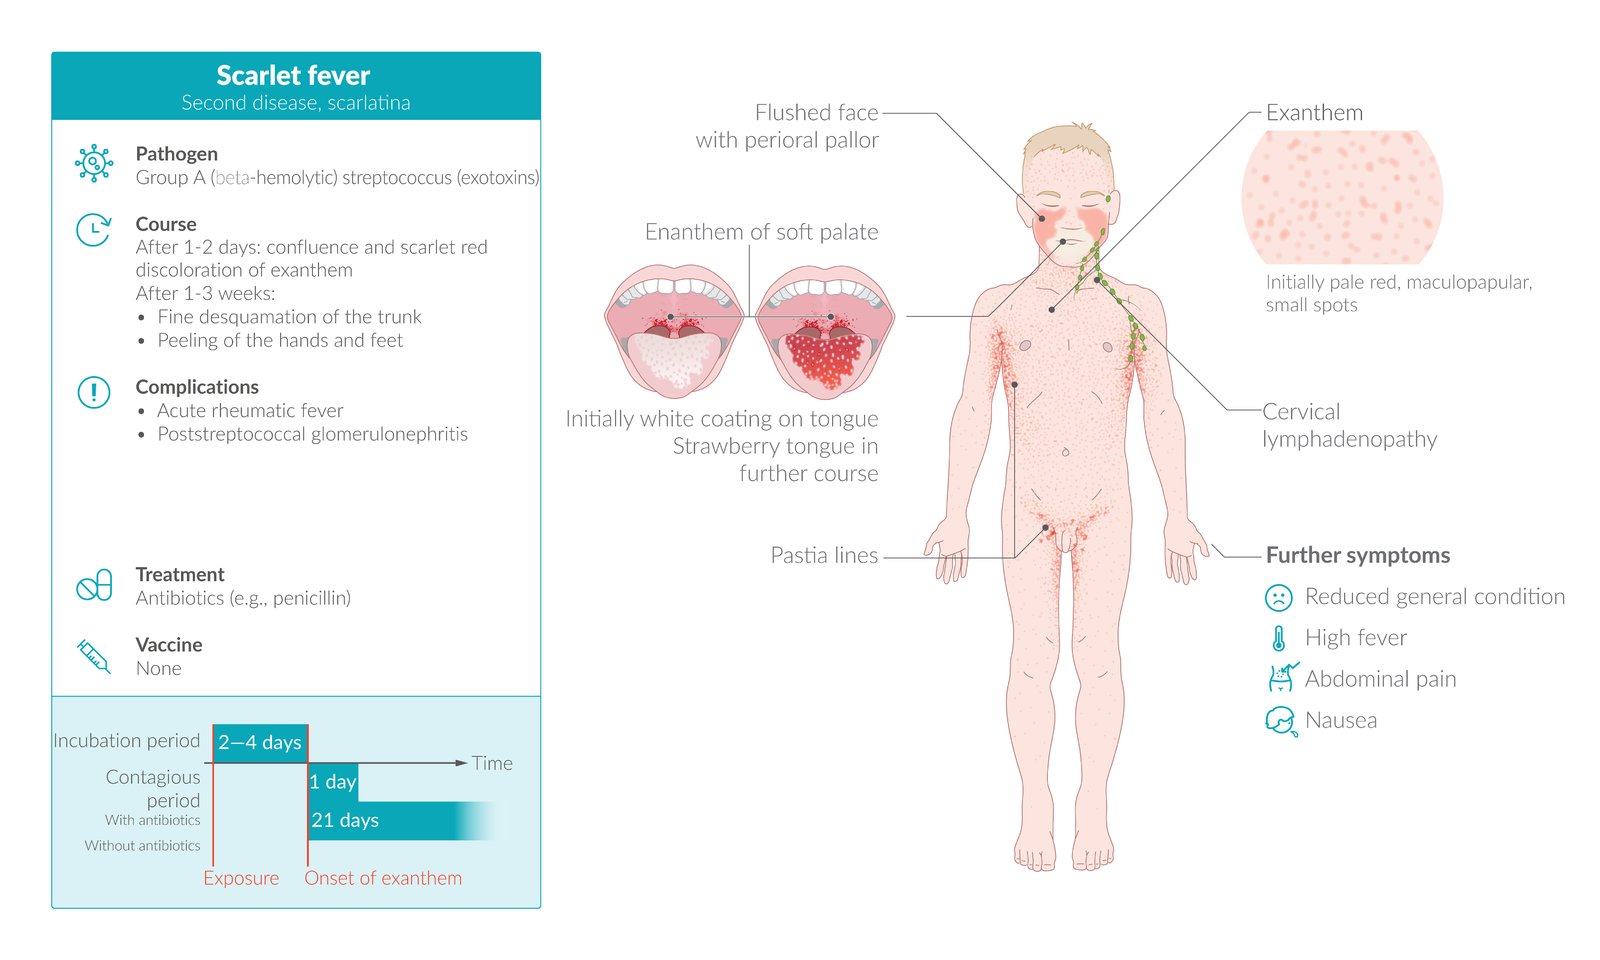 Scarlet fever
Second disease, scarlatina
Pathogen
Group A (beta-hemolytic) streptococcus (exotoxins)
Course
After 1-2 days: confluence and scarlet red
discoloration of exanthem
After 1-3 weeks:
• Fine desquamation of the trunk
• Peeling of the hands and feet
Complications
• Acute rheumatic fever
• Poststreptococcal glomerulonephritis
Treatment
Antibiotics (e.g., penicillin)
Vaccine
None
Incubation period
2—4 days
Time
Contagious
period
1 day
With antibiotics
21 days
Without antibiotics
Exposure
Onset of exanthem
Flushed face
with perioral pallor
Enanthem of soft palate
Initially white coating on tongue
Strawberry tongue in
further course
Pastia lines
Exanthem
Initially pale red, maculopapular,
small spots
Cervical
lymphadenopathy
Further symptoms
Reduced general condition
High fever
Abdominal pain
Nausea